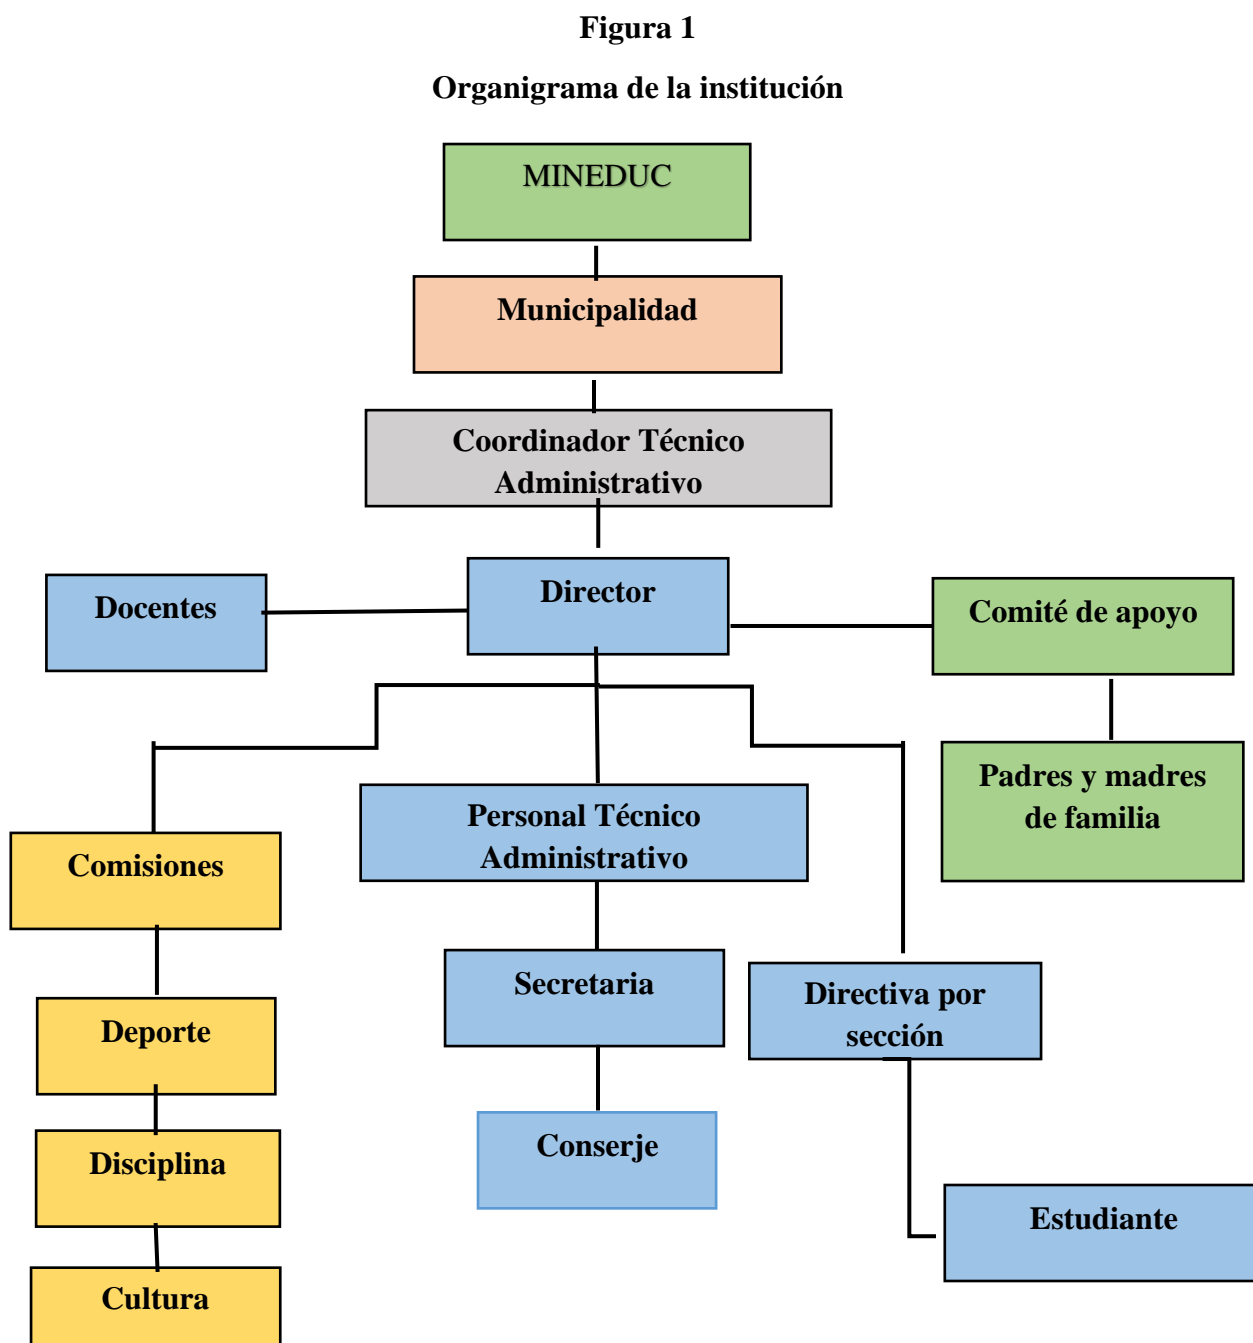 Figura 1
Organigrama de la institución
MINEDUC
Municipalidad
Coordinador Técnico
Administrativo
Docentes
Director
Comité de apoyo
Padres y madres
de familia
Comisiones
Personal Técnico
Administrativo
Deporte
Secretaria
Directiva por
sección
Disciplina
Conserje
Estudiante
Cultura